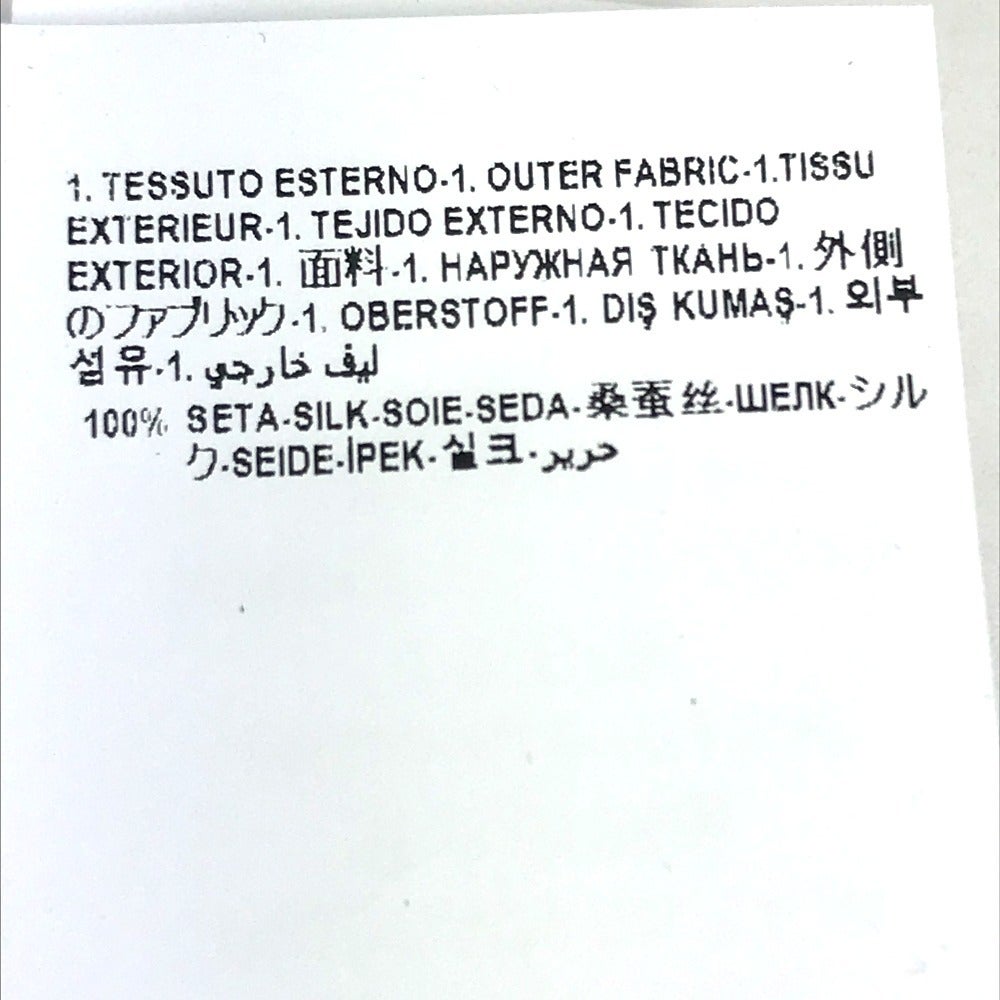 1. TESSUTO ESTERNO-1. OUTER FABRIC-1.TISSU
EXTERIEUR-1. TEJIDO EXTERNO-1. TECIDO
EXTERIOR-1. 面料-1. НАРУЖНАЯ ТКАНЬ-1. 外側
のファブリック-1. OBERSTOFF-1. DIŞ KUMAŞ-1. 외부
섬유-1. ليف خارجي
100% SETA-SILK-SOIE-SEDA-桑蚕丝-ШЕЛК-シル
ク-SEIDE-İPEK-실크-حرير